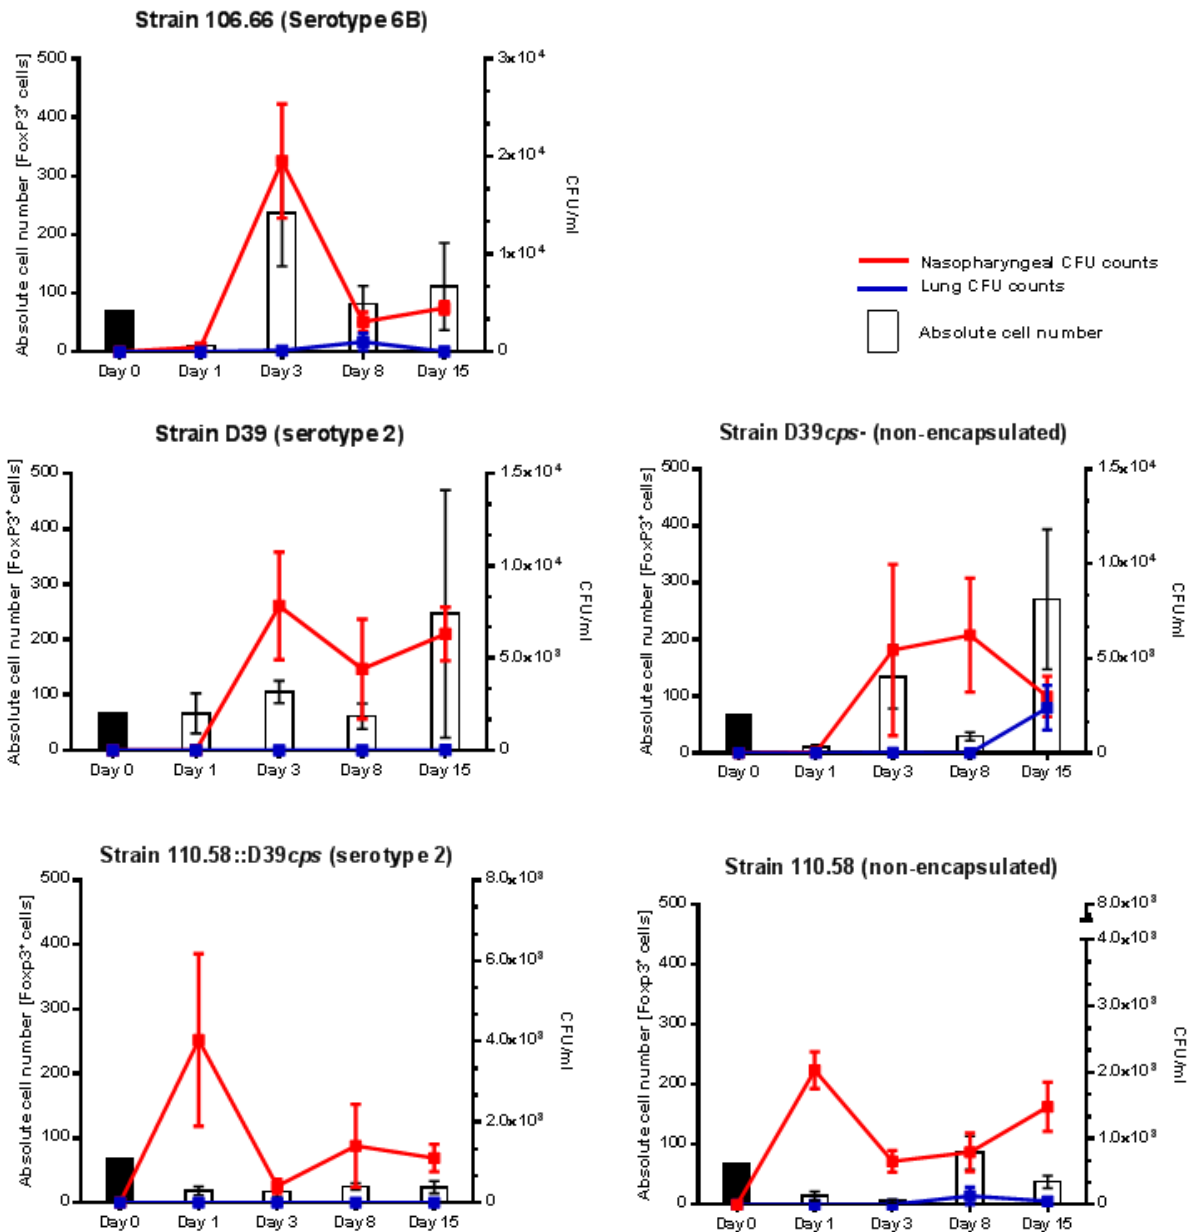 Strain 106.66 (Serotype 6B)
Absolute cell number [FoxP3⁺ cells]
500
400
300
200
100
0
3x10⁴
2x10⁴
1x10⁴
0
CFU/ml
Day 0 Day 1 Day 3 Day 8 Day 15
Nasopharyngeal CFU counts
Lung CFU counts
Absolute cell number
Strain D39 (serotype 2)
Absolute cell number [FoxP3⁺ cells]
500
400
300
200
100
0
1.5x10⁴
1.0x10⁴
5.0x10³
0
CFU/ml
Day 0 Day 1 Day 3 Day 8 Day 15
Strain D39cps- (non-encapsulated)
Absolute cell number [FoxP3⁺ cells]
500
400
300
200
100
0
1.5x10⁴
1.0x10⁴
5.0x10³
0
CFU/ml
Day 0 Day 1 Day 3 Day 8 Day 15
Strain 110.58::D39cps (serotype 2)
Absolute cell number [Foxp3⁺ cells]
500
400
300
200
100
0
8.0x10³
6.0x10³
4.0x10³
2.0x10³
0
CFU/ml
Day 0 Day 1 Day 3 Day 8 Day 15
Strain 110.58 (non-encapsulated)
Absolute cell number [Foxp3⁺ cells]
500
400
300
200
100
0
8.0x10³
4.0x10³
3.0x10³
2.0x10³
1.0x10³
0
CFU/ml
Day 0 Day 1 Day 3 Day 8 Day 15